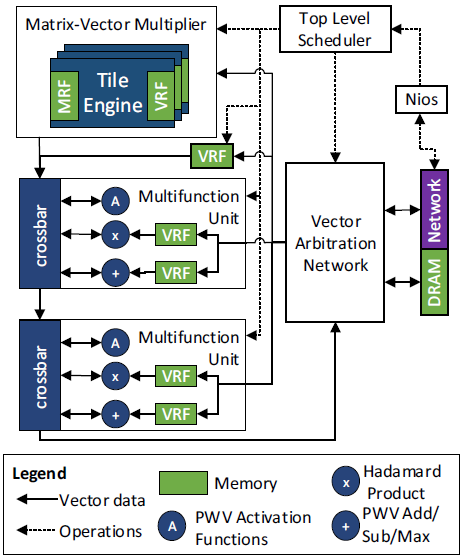 Matrix-Vector Multiplier
MRF
Tile
Engine
VRF
Top Level
Scheduler
Nios
VRF
crossbar
Multifunction
Unit
A
x
VRF
+
VRF
Vector
Arbitration
Network
Network
DRAM
crossbar
Multifunction
Unit
A
x
VRF
+
VRF
Legend
Vector data
Operations
Memory
A
PWV Activation
Functions
x
Hadamard
Product
+
PWV Add/
Sub/Max